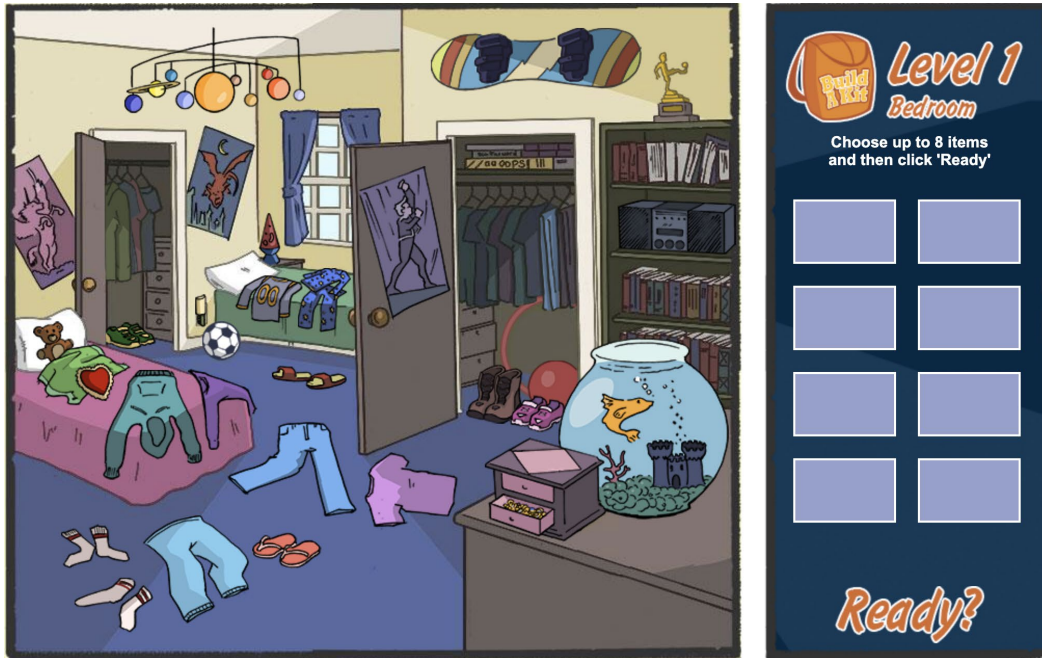 Build
A Kit
Level 1
Bedroom
Choose up to 8 items
and then click 'Ready'
OOPS!
Ready?